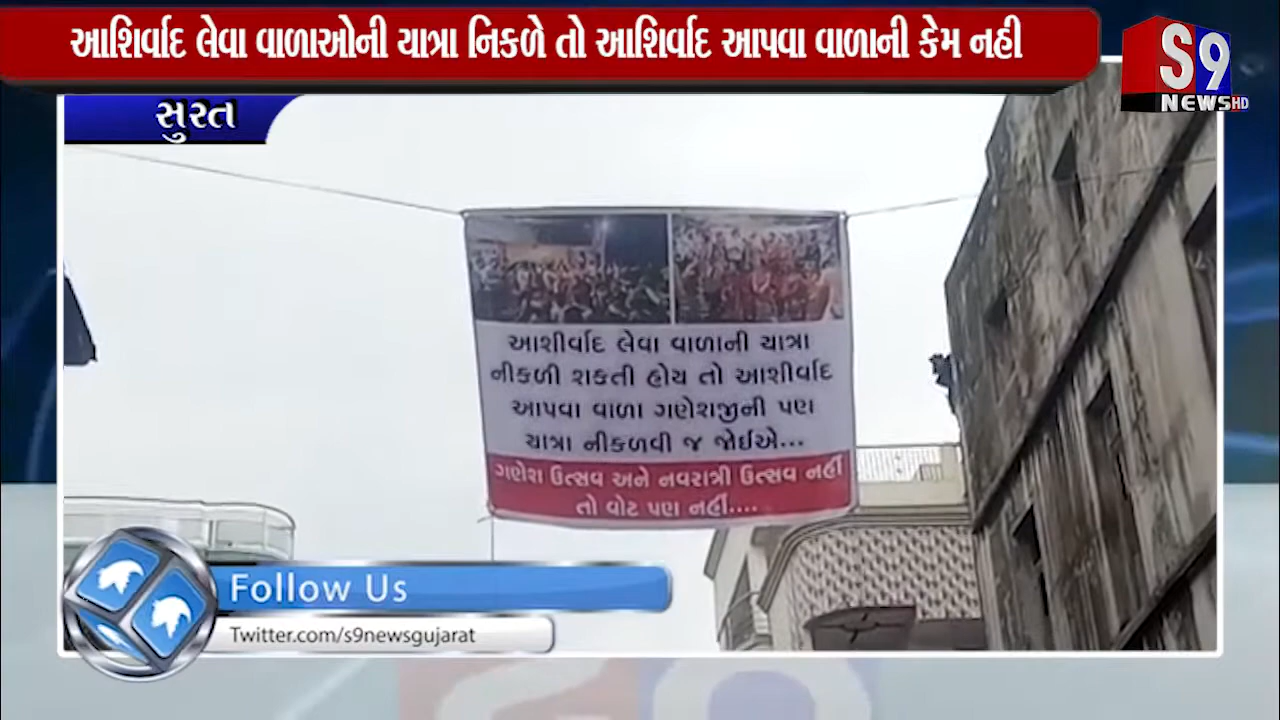 આશિર્વાદ લેવા વાળાઓની યાત્રા નિકળે તો આશિર્વાદ આપવા વાળાની કેમ નહી
S9
NEWS HD
સુરત
આશીર્વાદ લેવા વાળાની યાત્રા
નીકળી શકતી હોય તો આશીર્વાદ
આપવા વાળા ગણેશજીની પણ
યાત્રા નીકળવી જ જોઈએ...
ગણેશ ઉત્સવ અને નવરાત્રી ઉત્સવ નહીં
તો વોટ પણ નહીં....
Follow Us
Twitter.com/s9newsgujarat